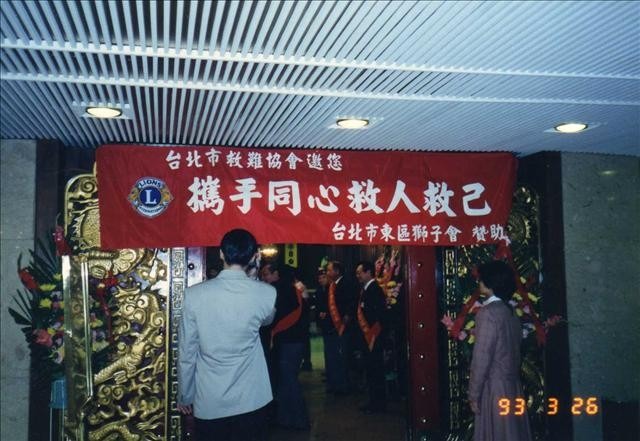 台北市救難協會邀您
LIONS
L
INTERNATIONAL
攜手同心救人救己
台北市東區獅子會 贊助
93 3 26